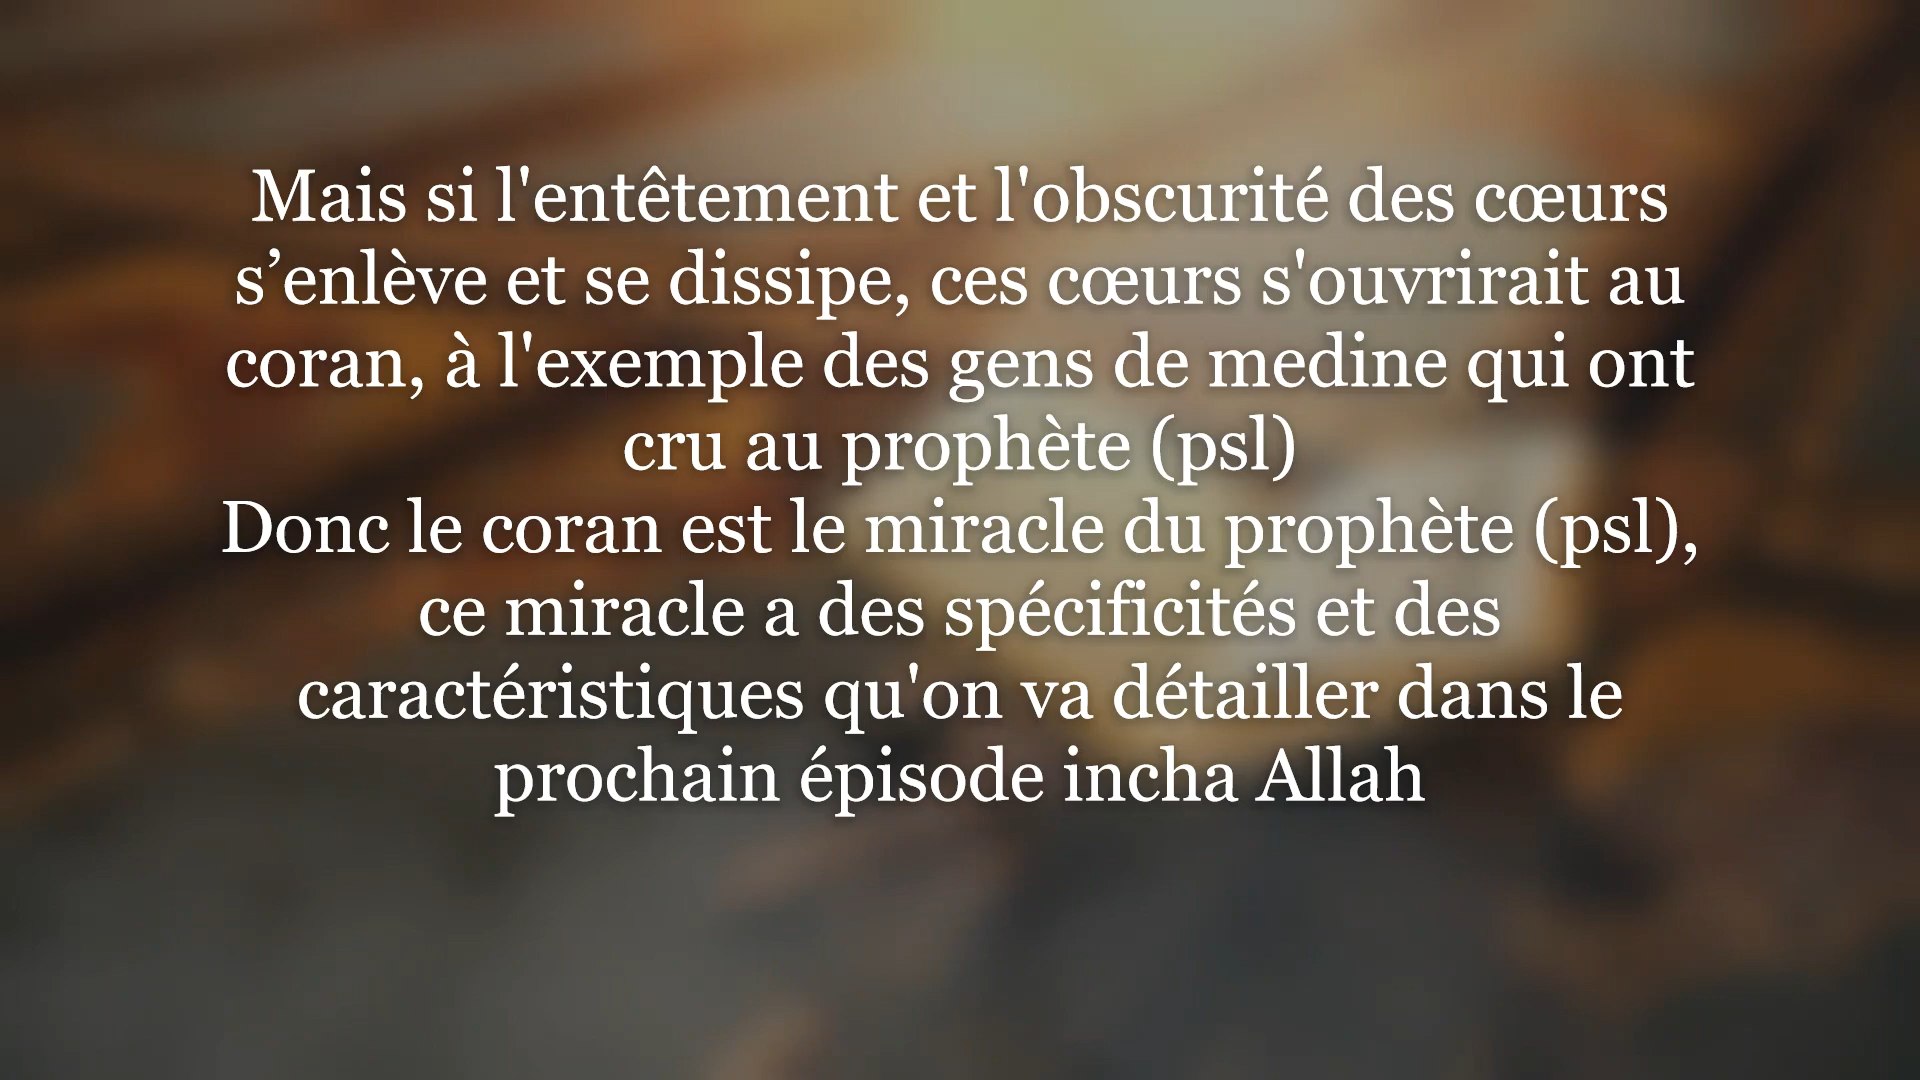 Mais si l'entêtement et l'obscurité des cœurs
s’enlève et se dissipe, ces cœurs s'ouvrirait au
coran, à l'exemple des gens de medine qui ont
cru au prophète (psl)
Donc le coran est le miracle du prophète (psl),
ce miracle a des spécificités et des
caractéristiques qu'on va détailler dans le
prochain épisode incha Allah